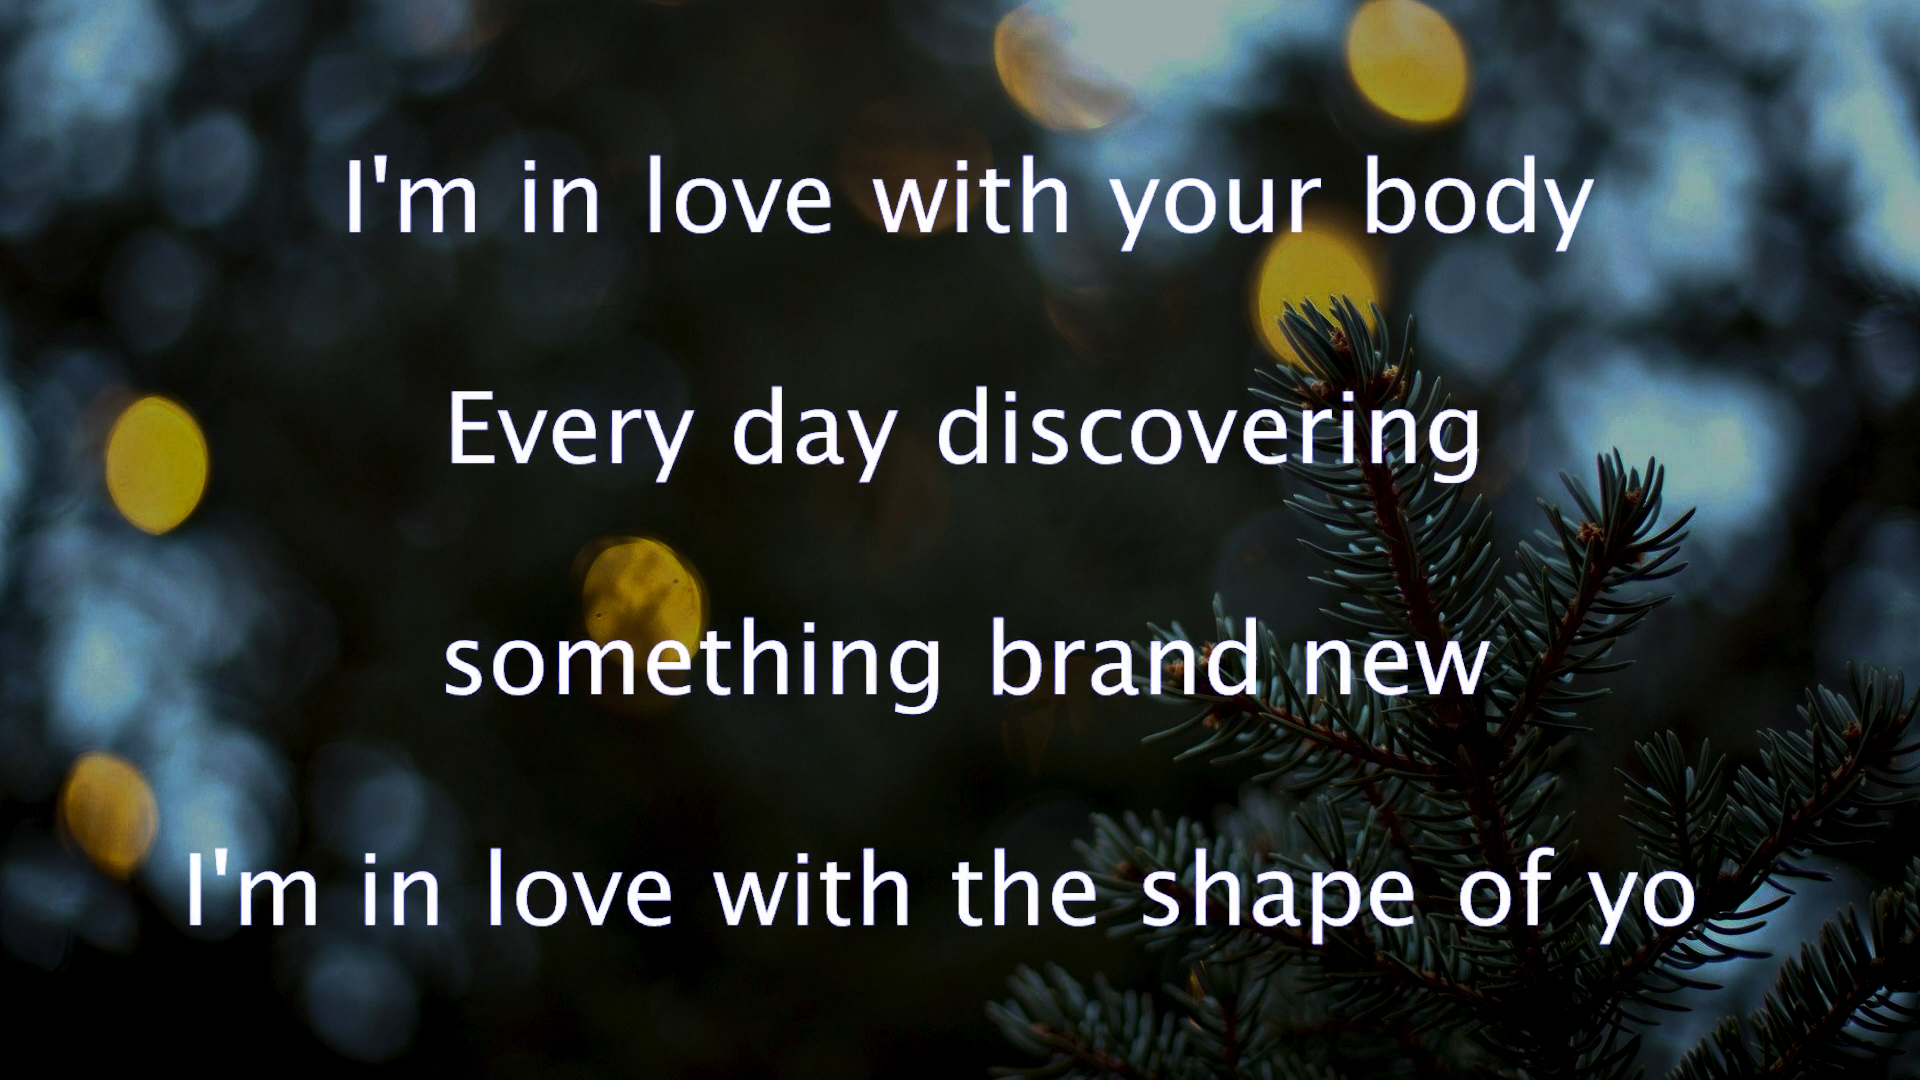 I'm in love with your body
Every day discovering
something brand new
I'm in love with the shape of yo